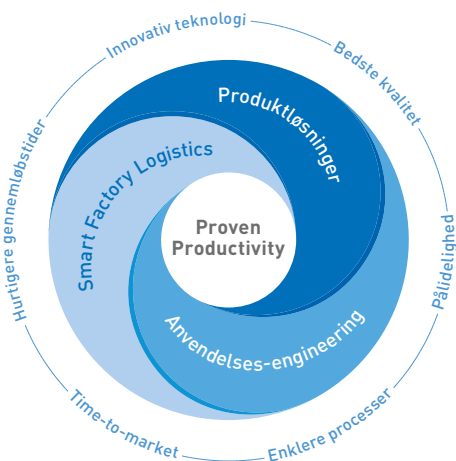 Innovativ teknologi
Bedste kvalitet
Pålidelighed
Enklere processer
Time-to-market
Hurtigere gennemløbstider
Produktløsninger
Smart Factory Logistics
Anvendelses-engineering
Proven
Productivity